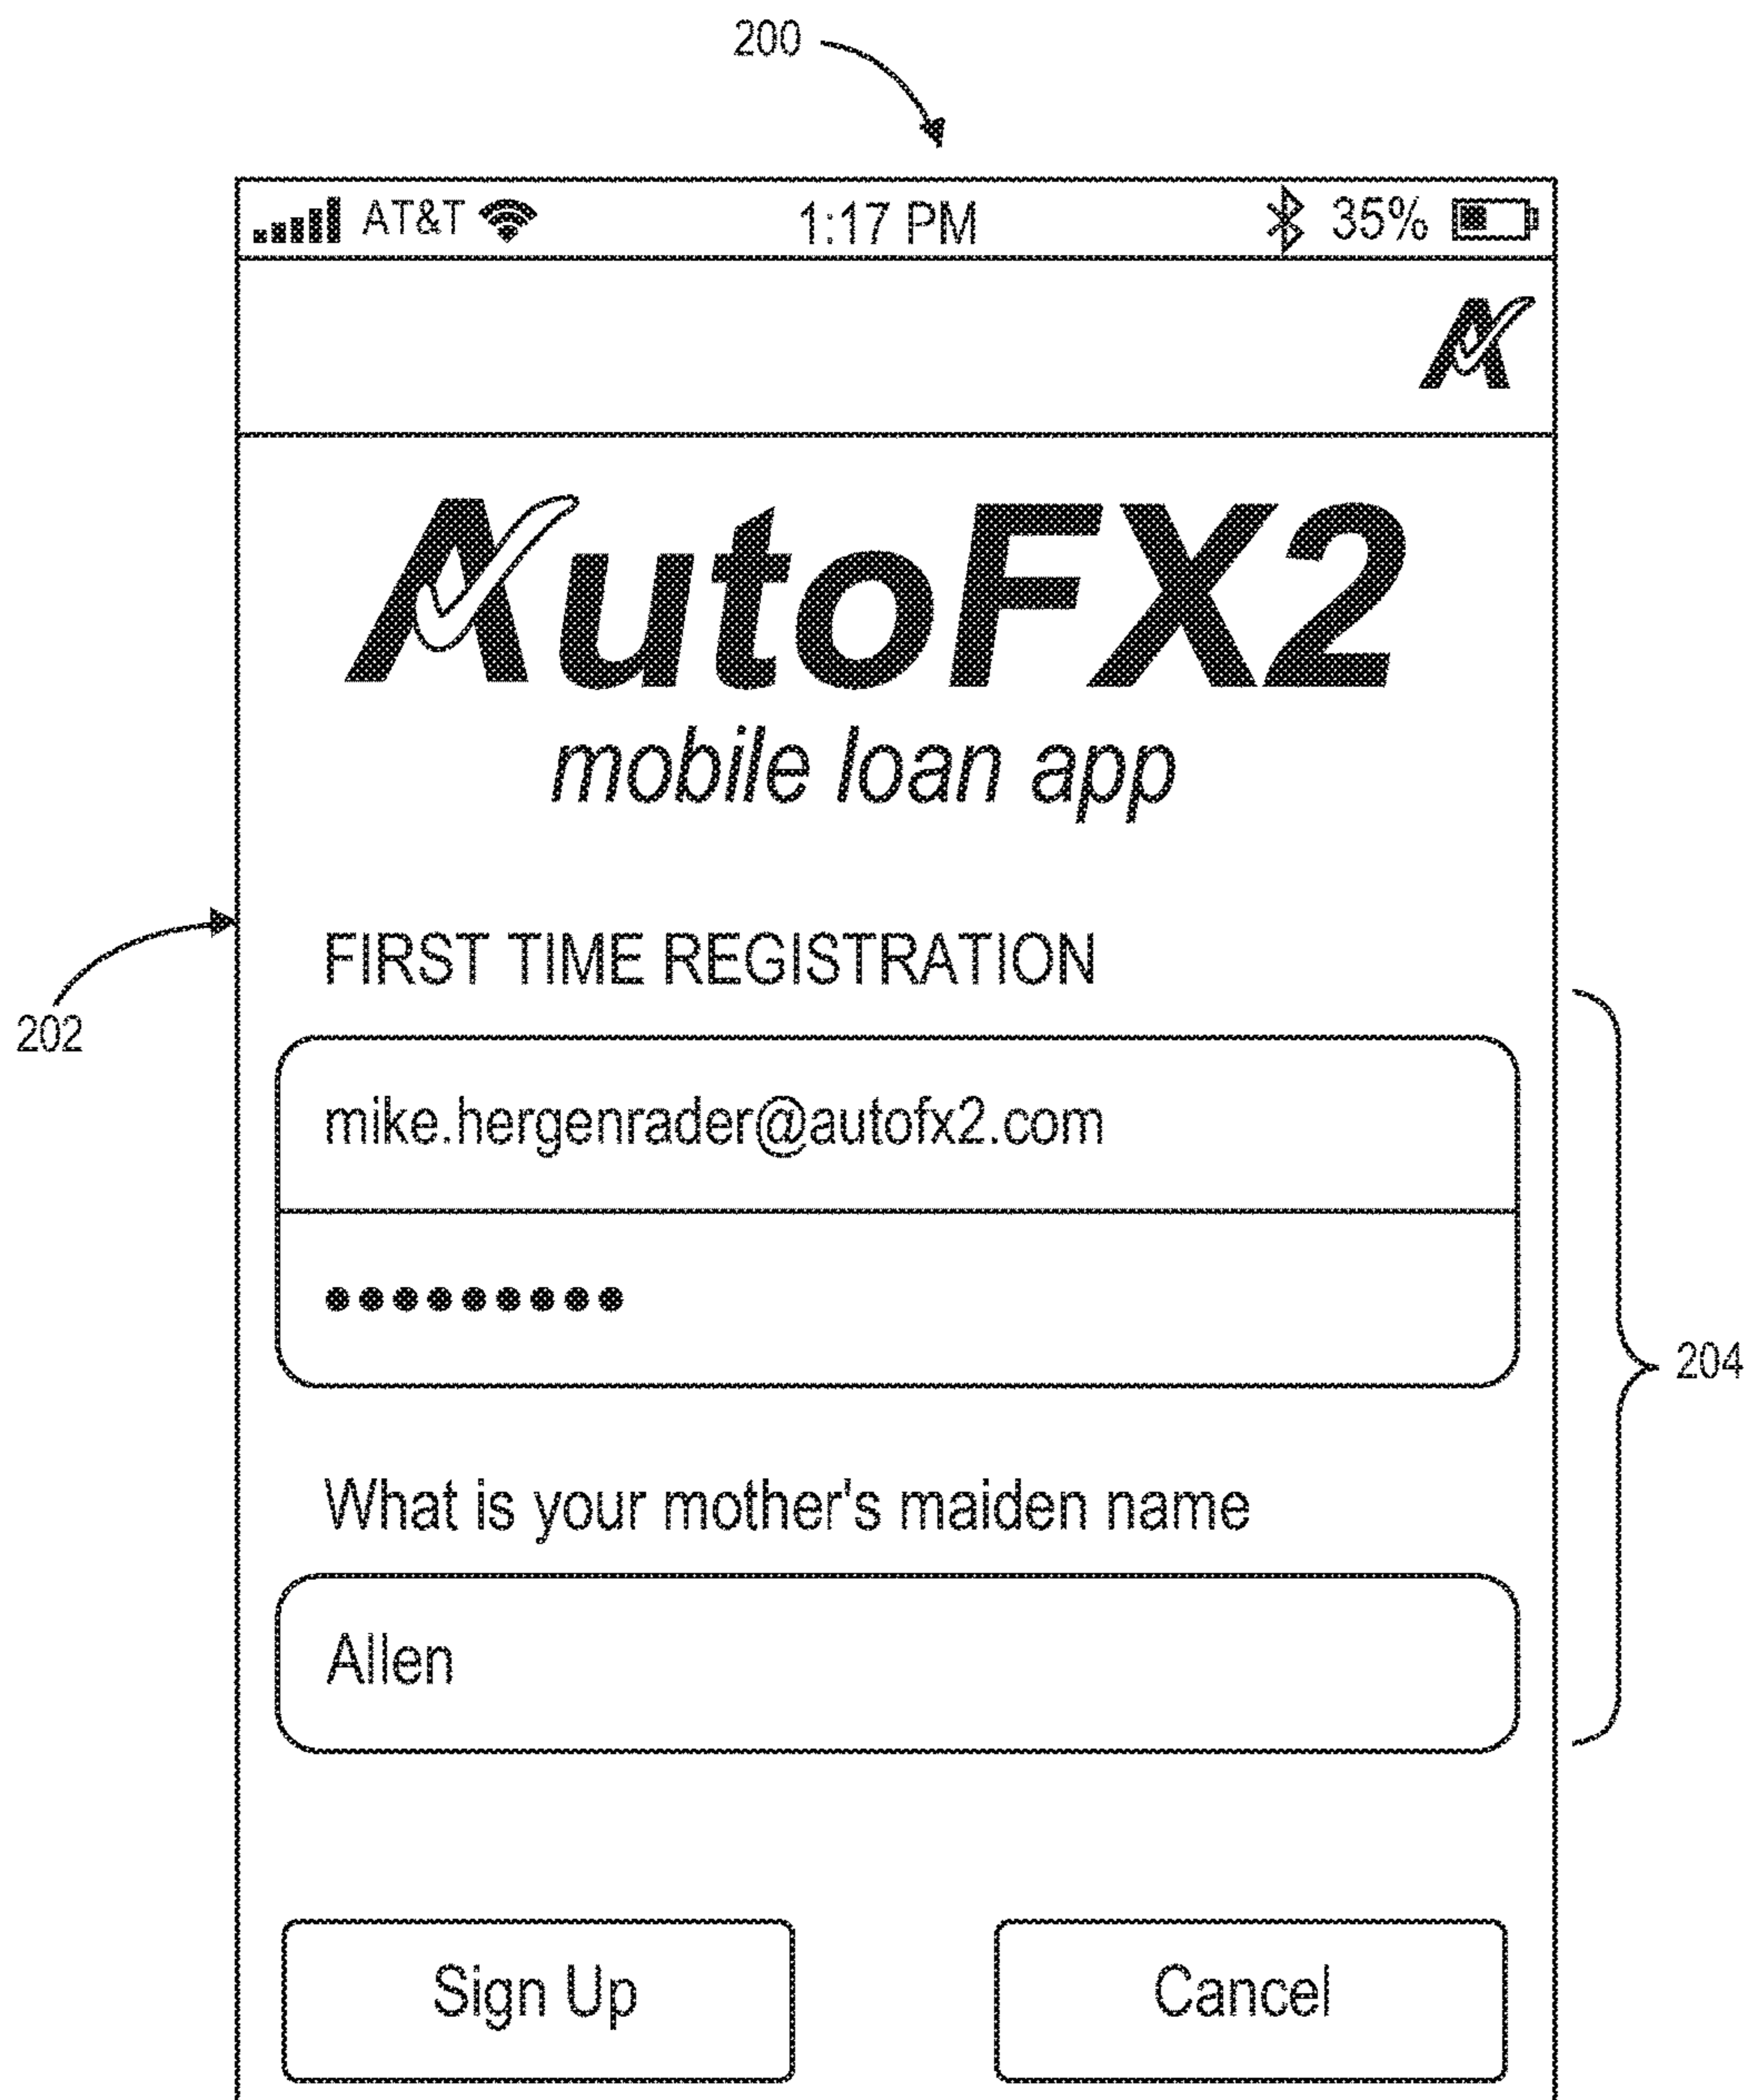 200
AT&T 1:17 PM 35%
AutoFX2
mobile loan app
FIRST TIME REGISTRATION
202
mike.hergenrader@autofx2.com
•••••••••
204
What is your mother's maiden name
Allen
Sign Up Cancel